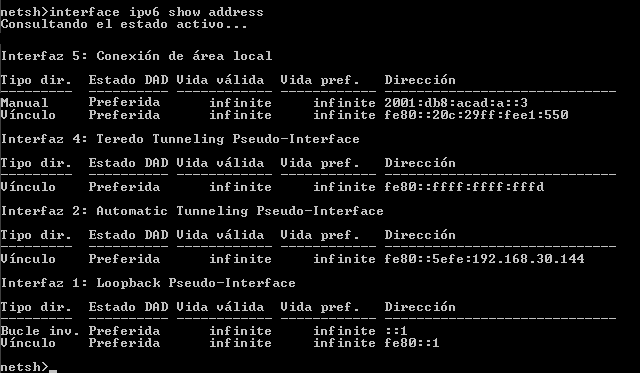 netsh>interface ipv6 show address
Consultando el estado activo...
Interfaz 5: Conexión de área local
Tipo dir. Estado DAD Vida válida Vida pref. Dirección
Manual Preferida infinite infinite 2001:db8:acad:a::3
Vínculo Preferida infinite infinite fe80::20c:29ff:fee1:550
Interfaz 4: Teredo Tunneling Pseudo-Interface
Tipo dir. Estado DAD Vida válida Vida pref. Dirección
Vínculo Preferida infinite infinite fe80::ffff:ffff:fffd
Interfaz 2: Automatic Tunneling Pseudo-Interface
Tipo dir. Estado DAD Vida válida Vida pref. Dirección
Vínculo Preferida infinite infinite fe80::5efe:192.168.30.144
Interfaz 1: Loopback Pseudo-Interface
Tipo dir. Estado DAD Vida válida Vida pref. Dirección
Bucle inv. Preferida infinite infinite ::1
Vínculo Preferida infinite infinite fe80::1
netsh>_